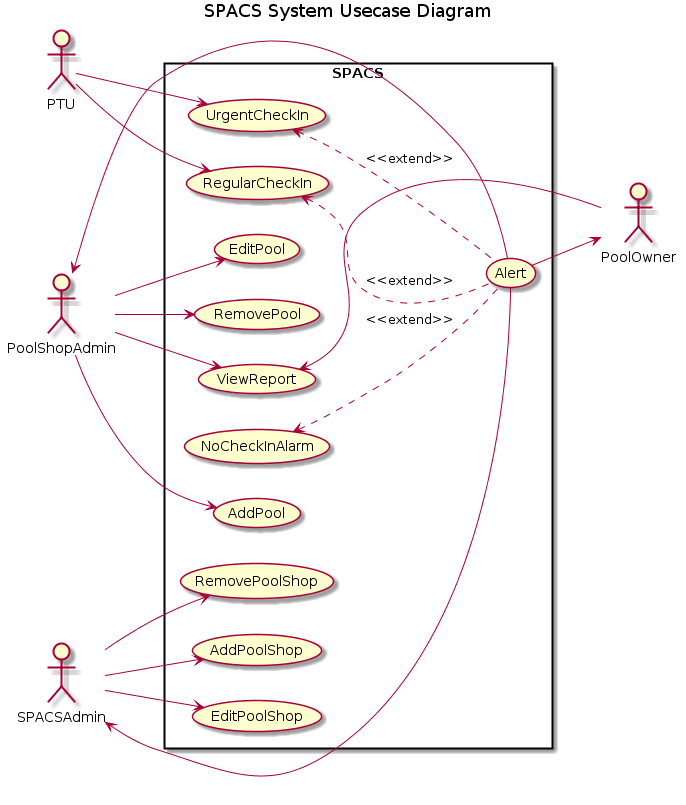 SPACS System Usecase Diagram
SPACS
PTU
UrgentCheckIn
<<extend>>
RegularCheckIn
EditPool
PoolOwner
Alert
<<extend>>
RemovePool
<<extend>>
PoolShopAdmin
ViewReport
NoCheckInAlarm
AddPool
RemovePoolShop
AddPoolShop
SPACSAdmin
EditPoolShop